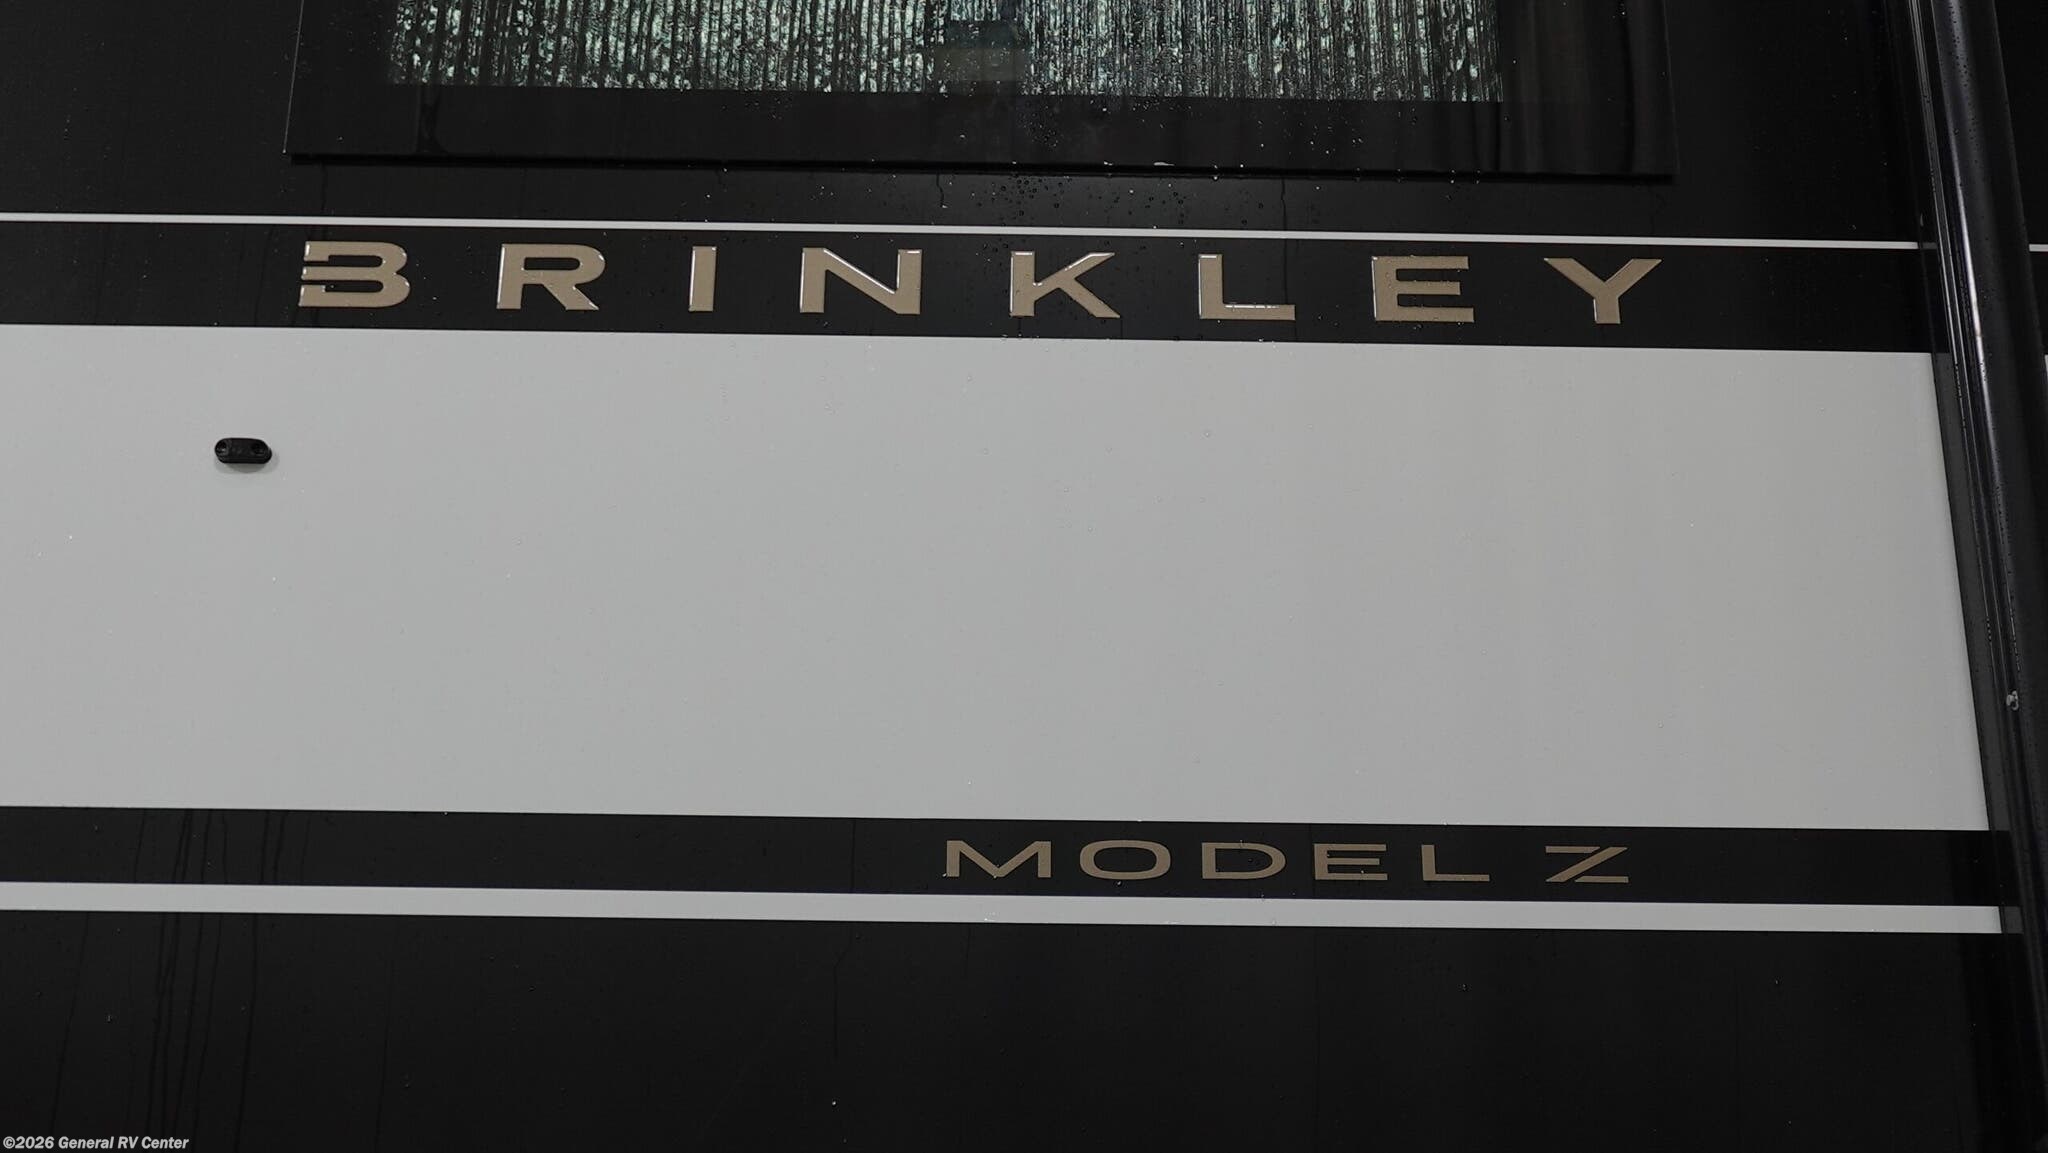 BRINKLEY
MODEL Z
©2026 General RV Center